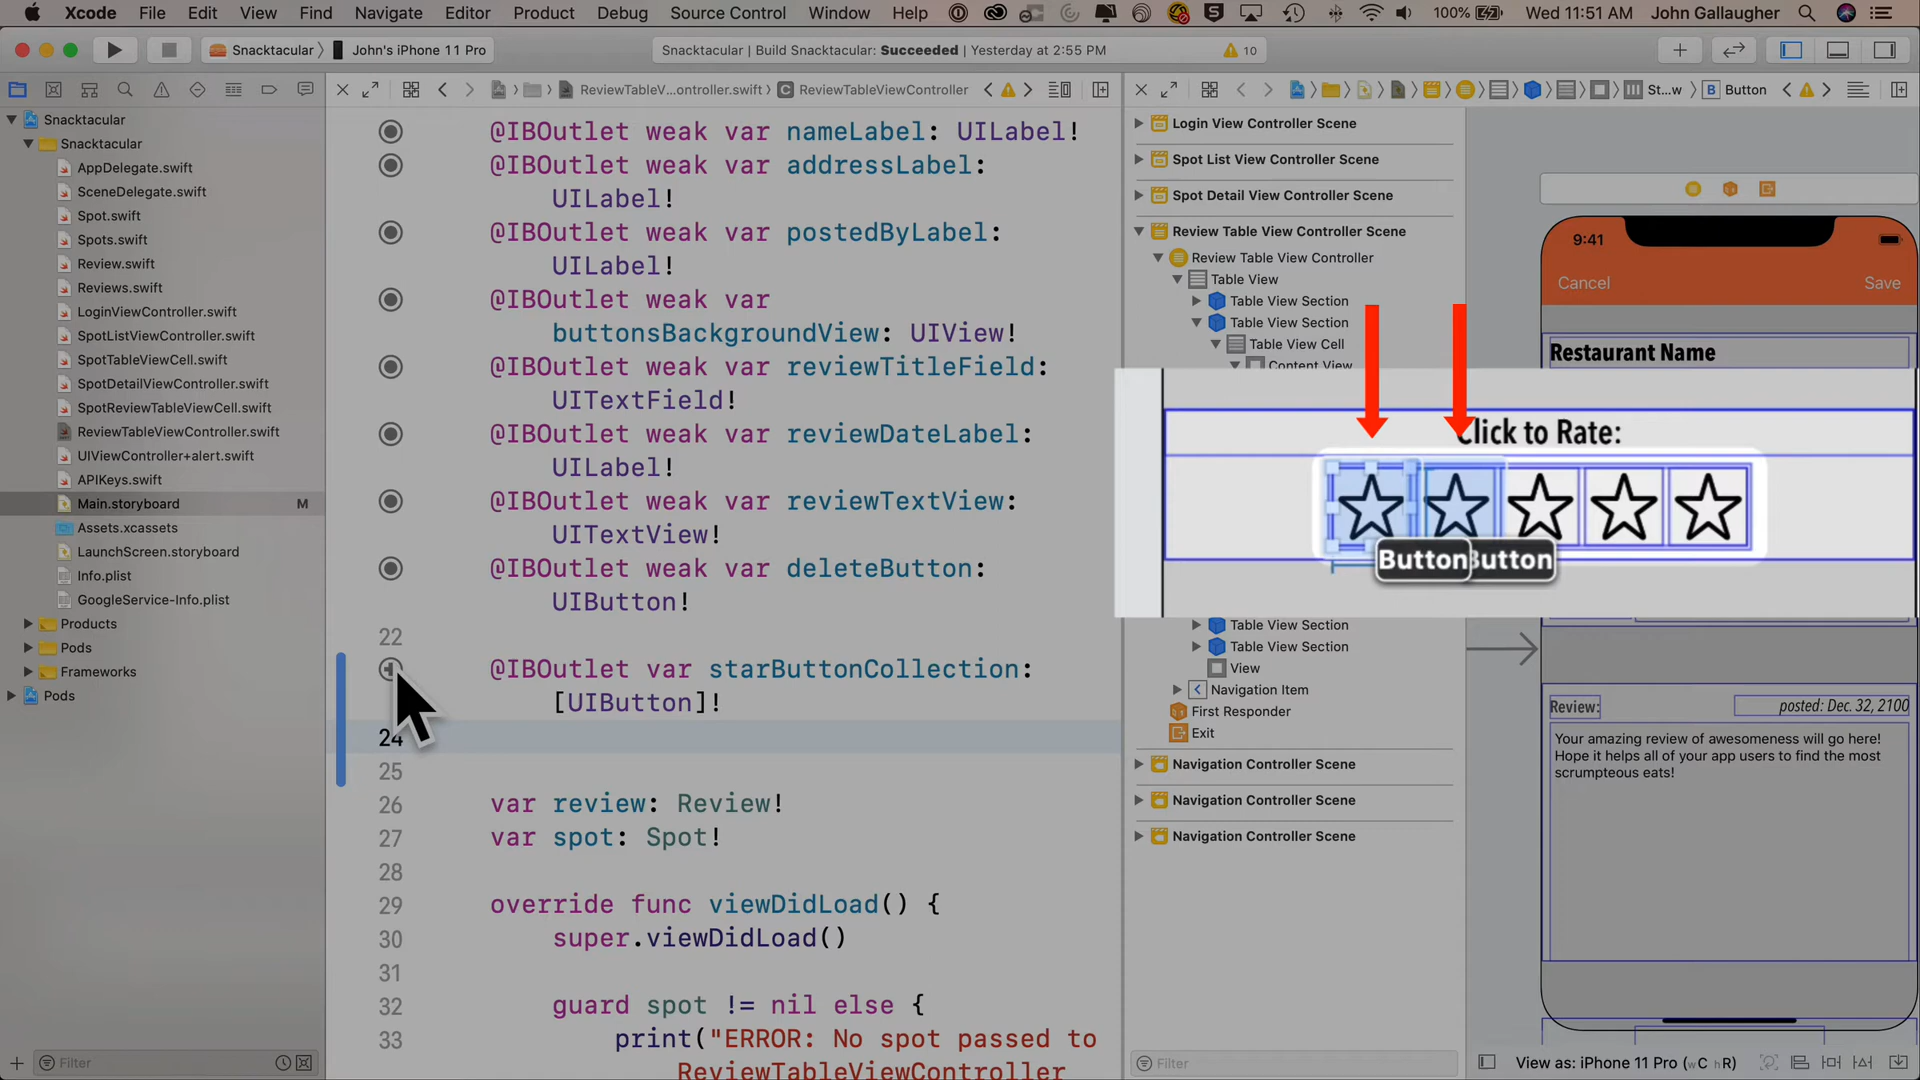 Xcode File Edit View Find Navigate Editor Product Debug Source Control Window Help 100% Wed 11:51 AM John Gallaugher
Snacktacular John's iPhone 11 Pro
Snacktacular | Build Snacktacular: Succeeded | Yesterday at 2:55 PM 10
ReviewTableV...ontroller.swift ReviewTableViewController
St...w B Button
Snacktacular
Snacktacular
AppDelegate.swift
SceneDelegate.swift
Spot.swift
Spots.swift
Review.swift
Reviews.swift
LoginViewController.swift
SpotListViewController.swift
SpotTableViewCell.swift
SpotDetailViewController.swift
SpotReviewTableViewCell.swift
ReviewTableViewController.swift
UIViewController+alert.swift
APIKeys.swift
Main.storyboard M
Assets.xcassets
LaunchScreen.storyboard
Info.plist
GoogleService-Info.plist
Products
Pods
Frameworks
Pods
Filter
@IBOutlet weak var nameLabel: UILabel!
@IBOutlet weak var addressLabel:
UILabel!
@IBOutlet weak var postedByLabel:
UILabel!
@IBOutlet weak var
buttonsBackgroundView: UIView!
@IBOutlet weak var reviewTitleField:
UITextField!
@IBOutlet weak var reviewDateLabel:
UILabel!
@IBOutlet weak var reviewTextView:
UITextView!
@IBOutlet weak var deleteButton:
UIButton!
22
@IBOutlet var starButtonCollection:
[UIButton]!
24
25
26 var review: Review!
27 var spot: Spot!
28
29 override func viewDidLoad() {
30 super.viewDidLoad()
31
32 guard spot != nil else {
33 print("ERROR: No spot passed to
ReviewTableViewController
Login View Controller Scene
Spot List View Controller Scene
Spot Detail View Controller Scene
Review Table View Controller Scene
Review Table View Controller
Table View
Table View Section
Table View Section
Table View Cell
Content View
Table View Section
Table View Section
View
Navigation Item
First Responder
Exit
Navigation Controller Scene
Navigation Controller Scene
Navigation Controller Scene
Filter
9:41
Cancel Save
Restaurant Name
Click to Rate:
Button Button
Review: posted: Dec. 32, 2100
Your amazing review of awesomeness will go here!
Hope it helps all of your app users to find the most
scrumpteous eats!
View as: iPhone 11 Pro (wC hR)